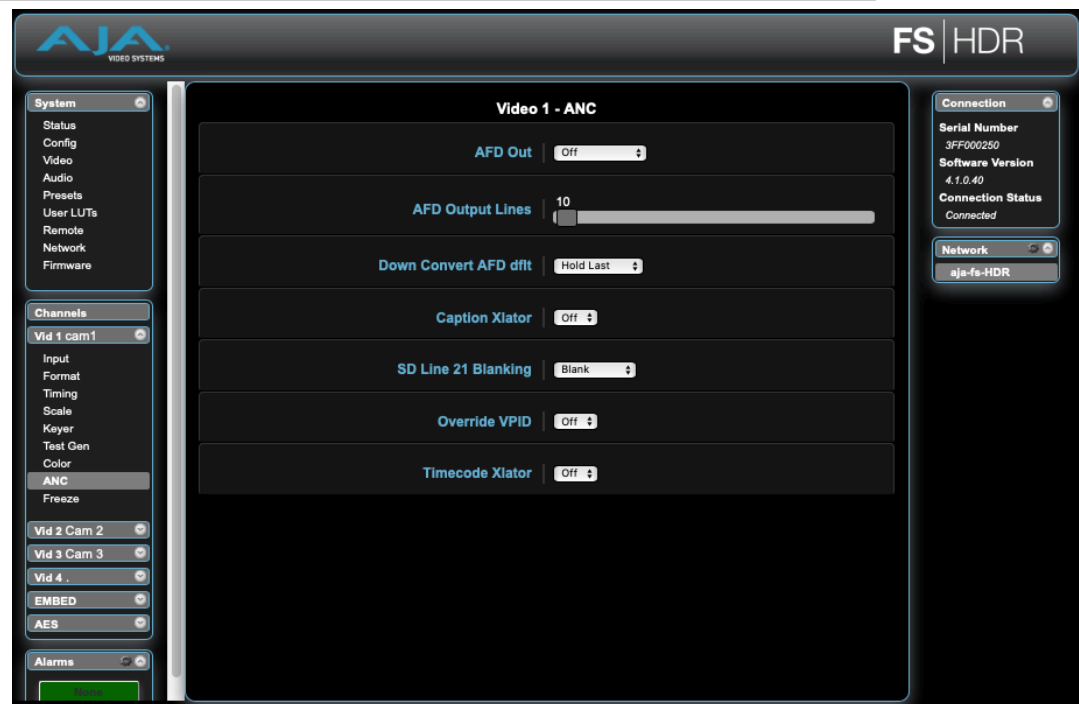 AJA
VIDEO SYSTEMS
FS|HDR
System
Status
Config
Video
Audio
Presets
User LUTs
Remote
Network
Firmware
Channels
Vid 1 cam1
Input
Format
Timing
Scale
Keyer
Test Gen
Color
ANC
Freeze
Vid 2 Cam 2
Vid 3 Cam 3
Vid 4 .
EMBED
AES
Alarms
None
Video 1 - ANC
AFD Out Off
AFD Output Lines 10
Down Convert AFD dflt Hold Last
Caption Xlator Off
SD Line 21 Blanking Blank
Override VPID Off
Timecode Xlator Off
Connection
Serial Number
3FF000250
Software Version
4.1.0.40
Connection Status
Connected
Network
aja-fs-HDR